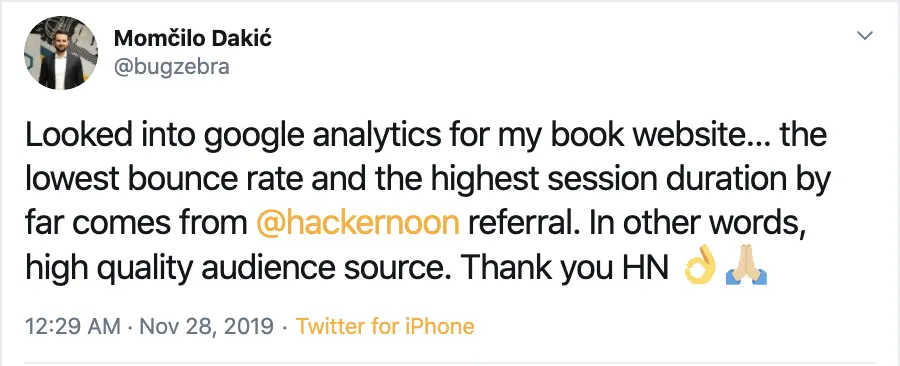 Momčilo Dakić
@bugzebra
Looked into google analytics for my book website... the
lowest bounce rate and the highest session duration by
far comes from @hackernoon referral. In other words,
high quality audience source. Thank you HN 👌🙏🏼
12:29 AM · Nov 28, 2019 · Twitter for iPhone